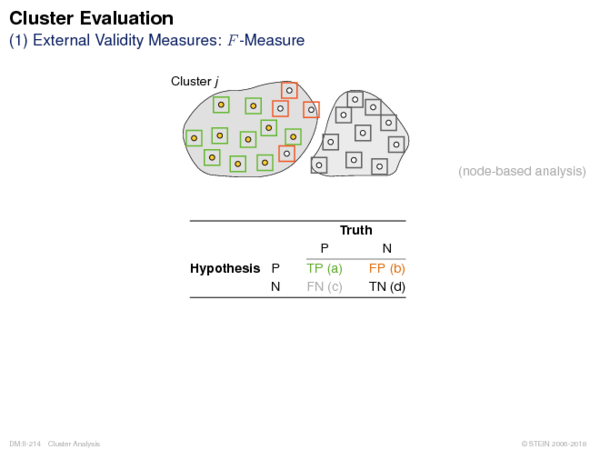 Cluster Evaluation
(1) External Validity Measures: F-Measure
Cluster j
(node-based analysis)
Truth
P N
Hypothesis P TP (a) FP (b)
N FN (c) TN (d)
DM:II-214 Cluster Analysis © STEIN 2006-2018